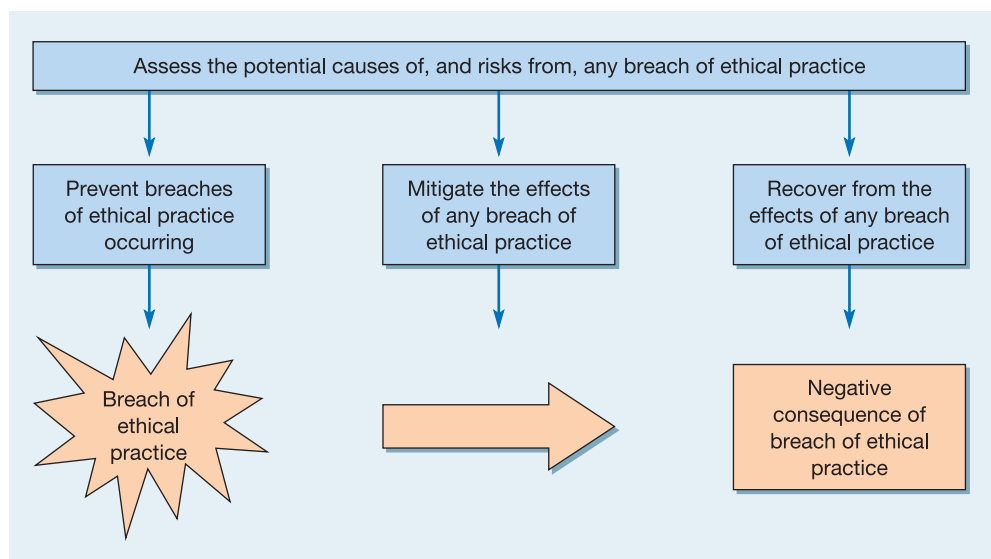 Assess the potential causes of, and risks from, any breach of ethical practice
Prevent breaches
of ethical practice
occurring
Mitigate the effects
of any breach of
ethical practice
Recover from the
effects of any breach
of ethical practice
Breach of
ethical
practice
Negative
consequence of
breach of ethical
practice